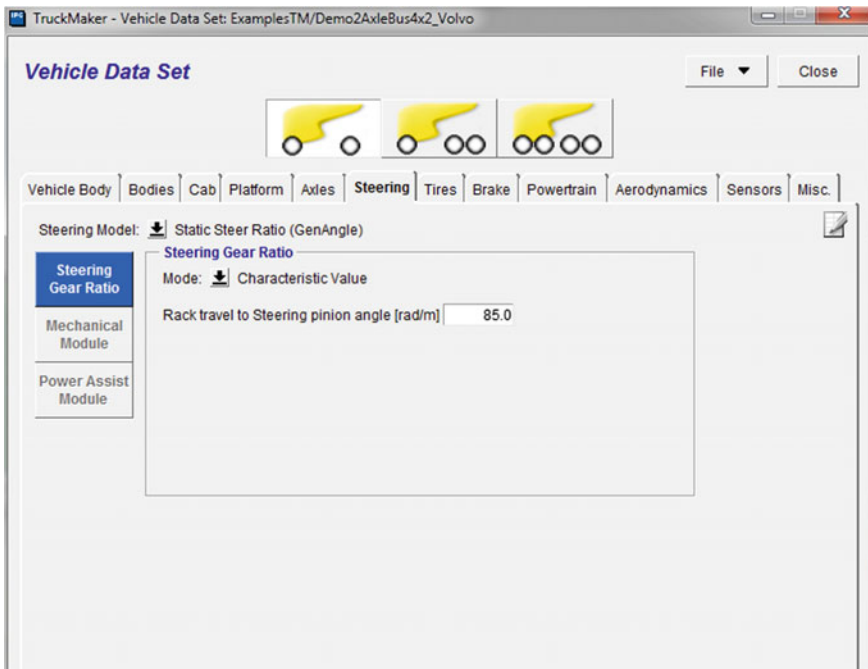 IPG TruckMaker - Vehicle Data Set: ExamplesTM/Demo2AxleBus4x2_Volvo
Vehicle Data Set
File
Close
Vehicle Body Bodies Cab Platform Axles Steering Tires Brake Powertrain Aerodynamics Sensors Misc.
Steering Model: Static Steer Ratio (GenAngle)
Steering Gear Ratio
Steering
Gear Ratio
Mode: Characteristic Value
Rack travel to Steering pinion angle [rad/m] 85.0
Mechanical
Module
Power Assist
Module